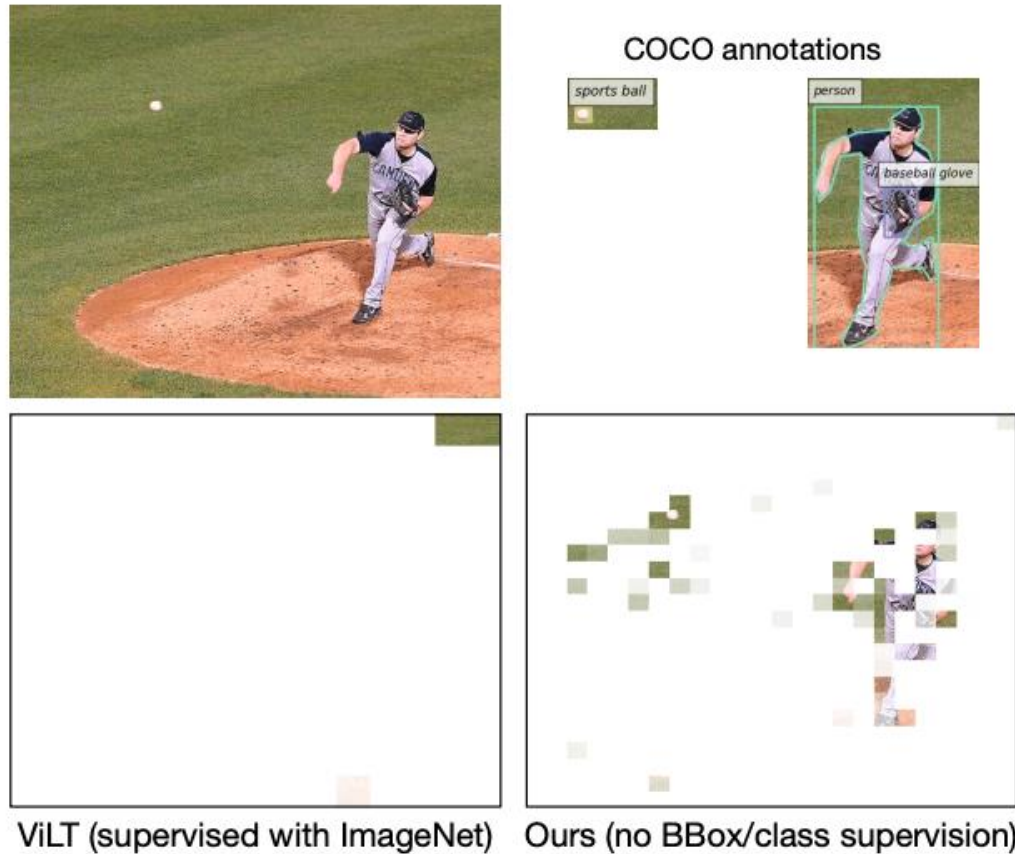 COCO annotations
sports ball
person
baseball glove
ViLT (supervised with ImageNet)
Ours (no BBox/class supervision)